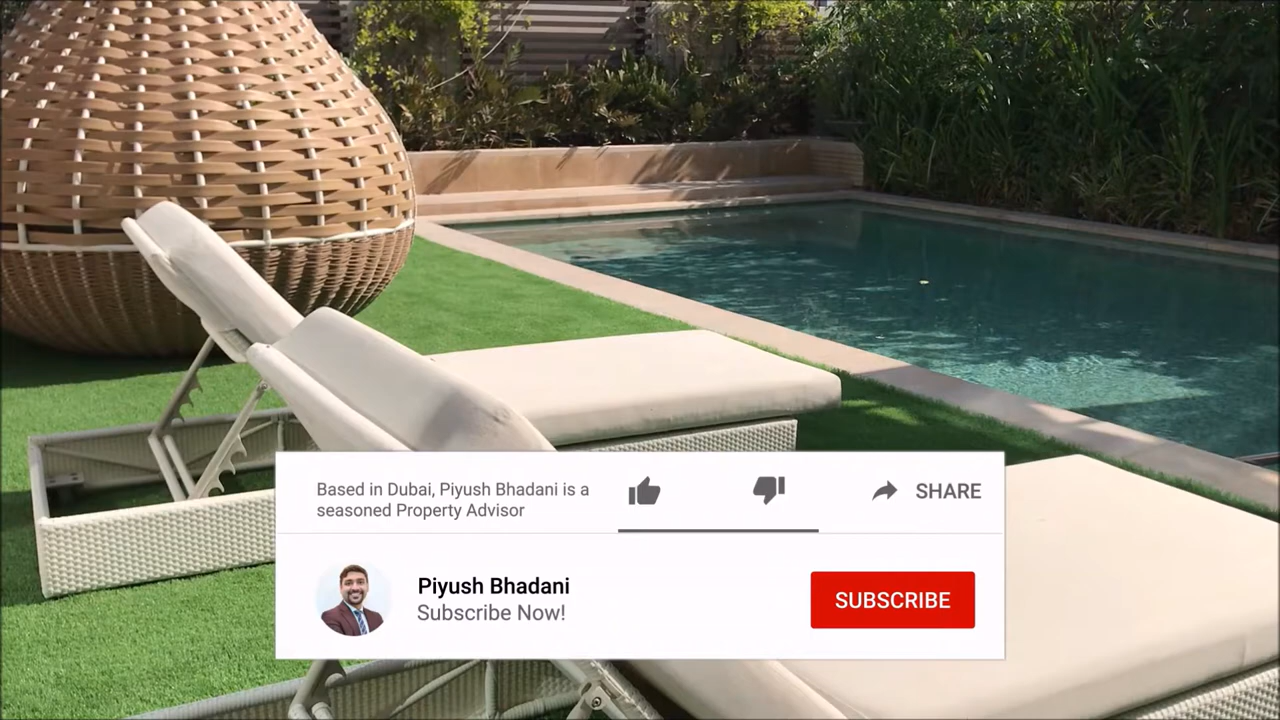 Based in Dubai, Piyush Bhadani is a
seasoned Property Advisor
SHARE
Piyush Bhadani
Subscribe Now!
SUBSCRIBE